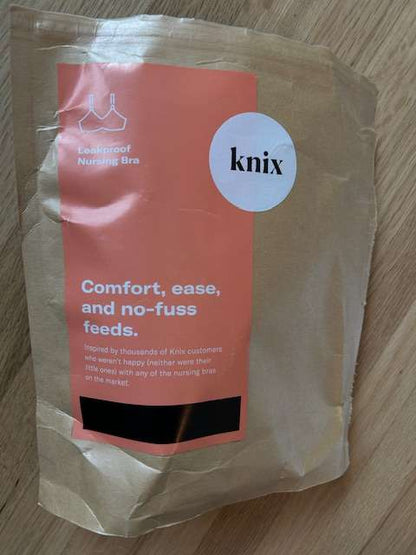 Leakproof
Nursing Bra
knix
Comfort, ease,
and no-fuss
feeds.
Inspired by thousands of Knix customers
who weren't happy (neither were their
little ones) with any of the nursing bras
on the market.